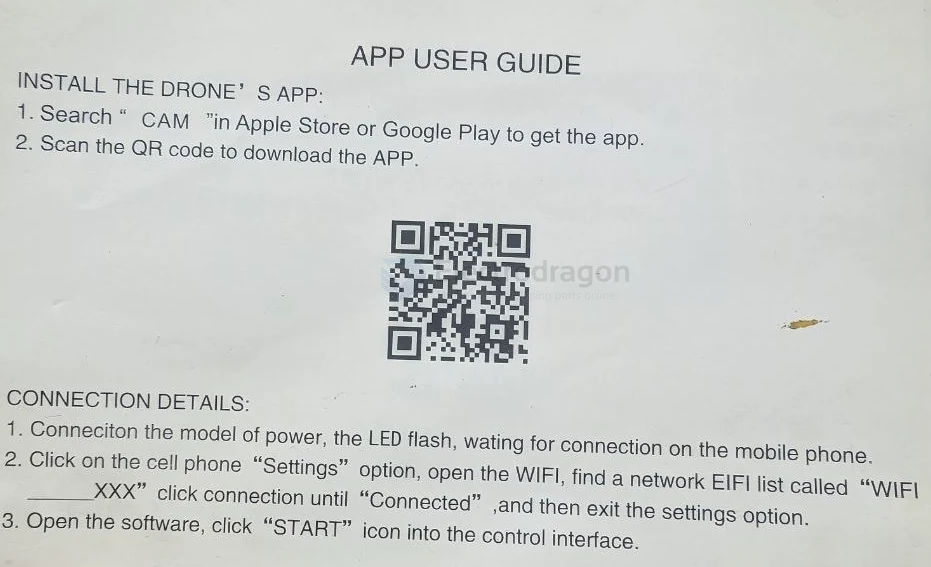 APP USER GUIDE
INSTALL THE DRONE’ S APP:
1. Search “ CAM ”in Apple Store or Google Play to get the app.
2. Scan the QR code to download the APP.
dragon
CONNECTION DETAILS:
1. Conneciton the model of power, the LED flash, wating for connection on the mobile phone.
2. Click on the cell phone “Settings” option, open the WIFI, find a network EIFI list called “WIFI
______XXX” click connection until “Connected” ,and then exit the settings option.
3. Open the software, click “START” icon into the control interface.